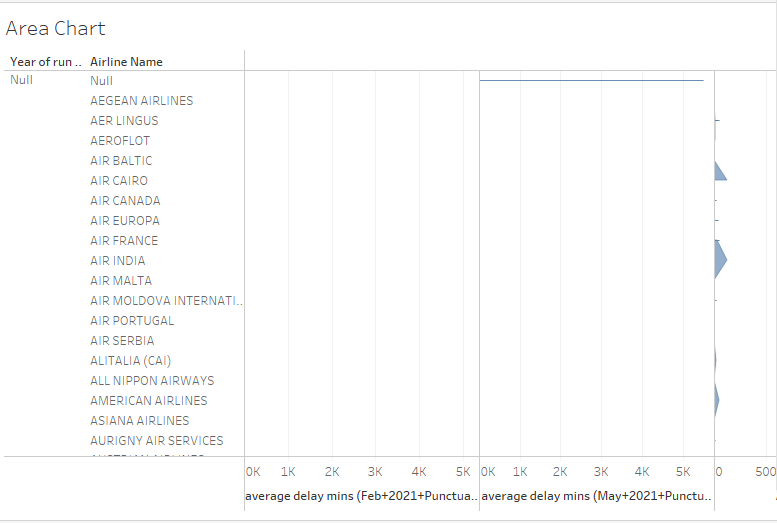 Area Chart
Year of run .. Airline Name
Null Null
AEGEAN AIRLINES
AER LINGUS
AEROFLOT
AIR BALTIC
AIR CAIRO
AIR CANADA
AIR EUROPA
AIR FRANCE
AIR INDIA
AIR MALTA
AIR MOLDOVA INTERNATI..
AIR PORTUGAL
AIR SERBIA
ALITALIA (CAI)
ALL NIPPON AIRWAYS
AMERICAN AIRLINES
ASIANA AIRLINES
AURIGNY AIR SERVICES
0K 1K 2K 3K 4K 5K 0K 1K 2K 3K 4K 5K 0 500
average delay mins (Feb+2021+Punctua.. average delay mins (May+2021+Punctu..